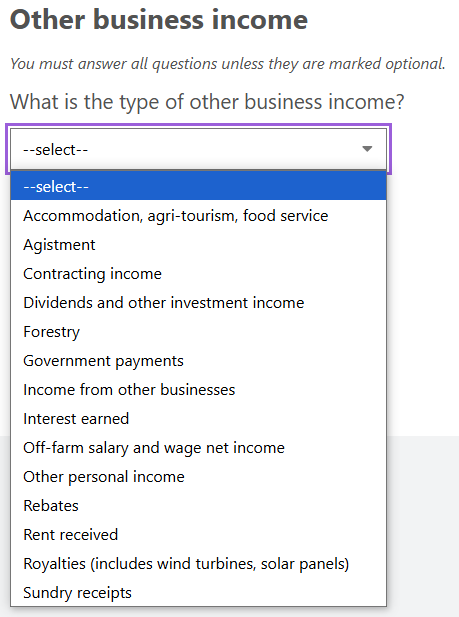 Other business income
You must answer all questions unless they are marked optional.
What is the type of other business income?
--select--
--select--
Accommodation, agri-tourism, food service
Agistment
Contracting income
Dividends and other investment income
Forestry
Government payments
Income from other businesses
Interest earned
Off-farm salary and wage net income
Other personal income
Rebates
Rent received
Royalties (includes wind turbines, solar panels)
Sundry receipts